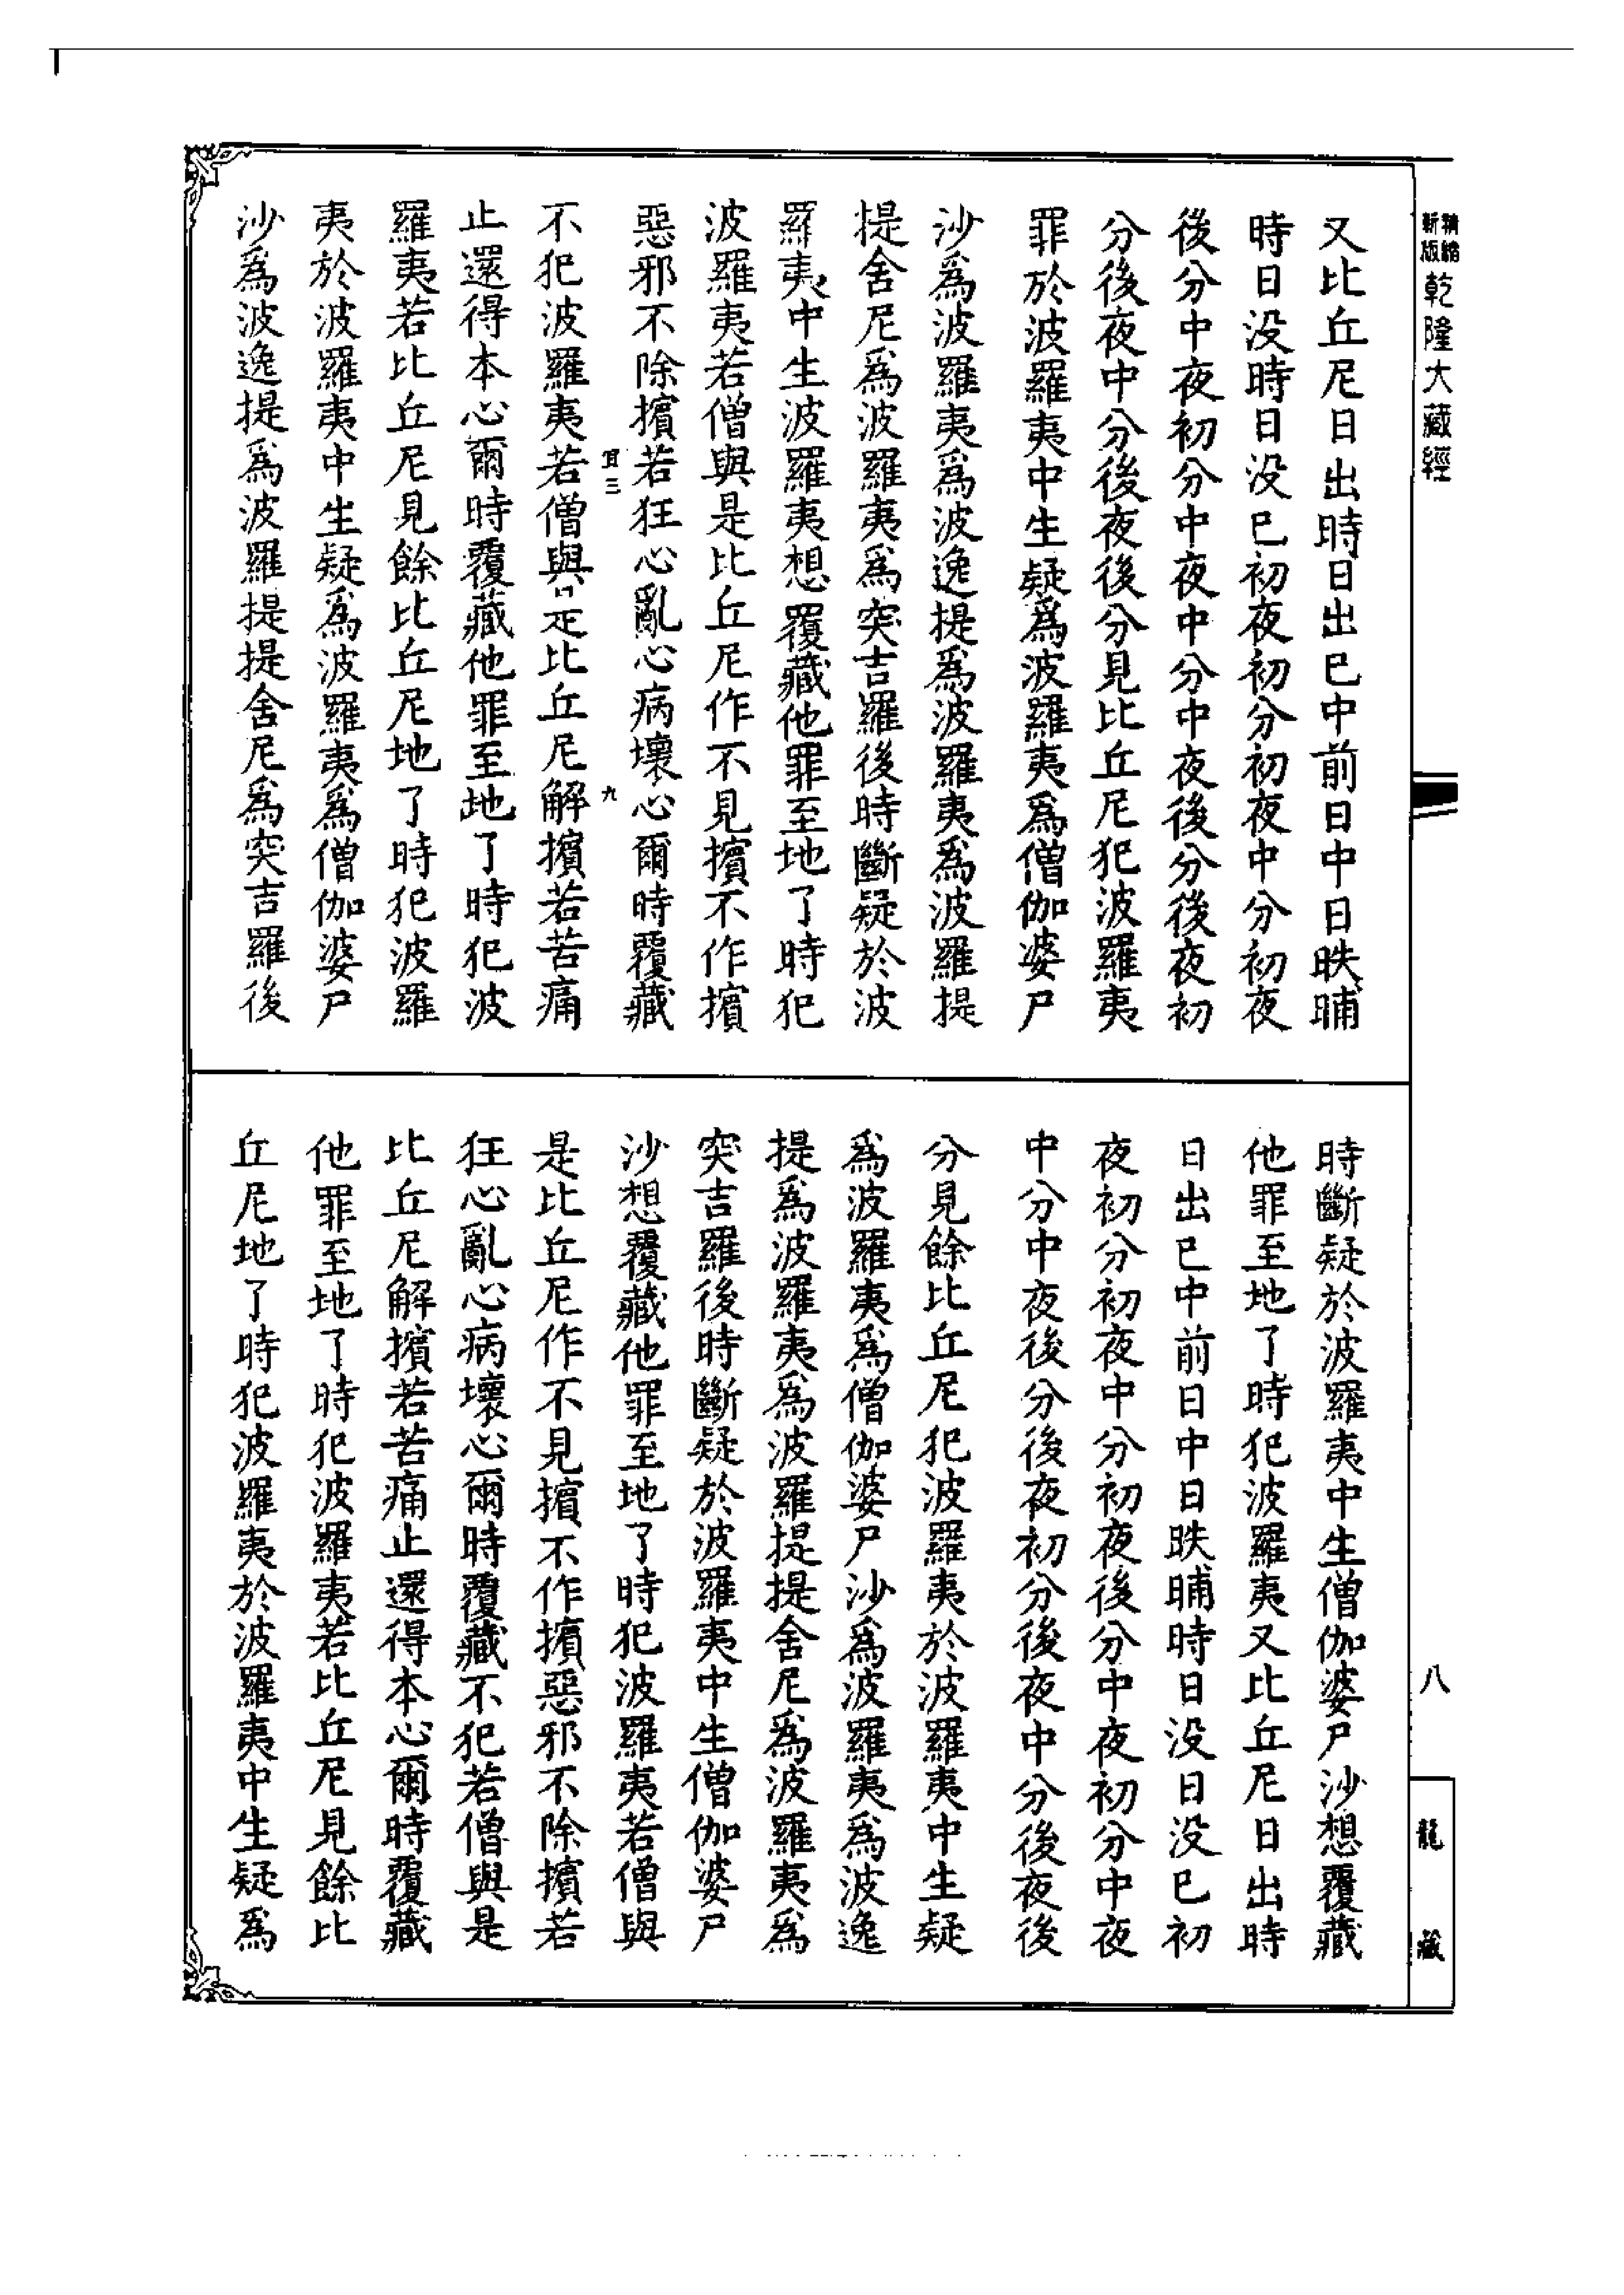 精縮
新版
乾隆大藏經
又比丘尼日出時日出已中前日中日昳晡
時日没時日没已初夜初分初夜中分初夜
後分中夜初分中夜中分中夜後分後夜初
分後夜中分後夜後分見比丘尼犯波羅夷
罪於波羅夷中生疑爲波羅夷爲僧伽婆尸
沙爲波羅夷爲波逸提爲波羅夷爲波羅提
提舍尼爲波羅夷爲突吉羅後時斷疑於波
羅夷中生波羅夷想覆藏他罪至地了時犯
波羅夷若僧與是比丘尼作不見擯不作擯
惡邪不除擯若狂心亂心病壞心爾時覆藏
宜三
九
不犯波羅夷若僧與是比丘尼解擯若苦痛
止還得本心爾時覆藏他罪至地了時犯波
羅夷若比丘尼見餘比丘尼地了時犯波羅
夷於波羅夷中生疑爲波羅夷爲僧伽婆尸
沙爲波逸提爲波羅提提舍尼爲突吉羅後
時斷疑於波羅夷中生僧伽婆尸沙想覆藏
他罪至地了時犯波羅夷又比丘尼日出時
日出已中前日中日昳晡時日没日没已初
夜初分初夜中分初夜後分中夜初分中夜
中分中夜後分後夜初分後夜中分後夜後
分見餘比丘尼犯波羅夷於波羅夷中生疑
爲波羅夷爲僧伽婆尸沙爲波羅夷爲波逸
提爲波羅夷爲波羅提提舍尼爲波羅夷爲
突吉羅後時斷疑於波羅夷中生僧伽婆尸
沙想覆藏他罪至地了時犯波羅夷若僧與
是比丘尼作不見擯不作擯惡邪不除擯若
狂心亂心病壞心爾時覆藏不犯若僧與是
比丘尼解擯若苦痛止還得本心爾時覆藏
他罪至地了時犯波羅夷若比丘尼見餘比
丘尼地了時犯波羅夷於波羅夷中生疑爲
八
龍藏